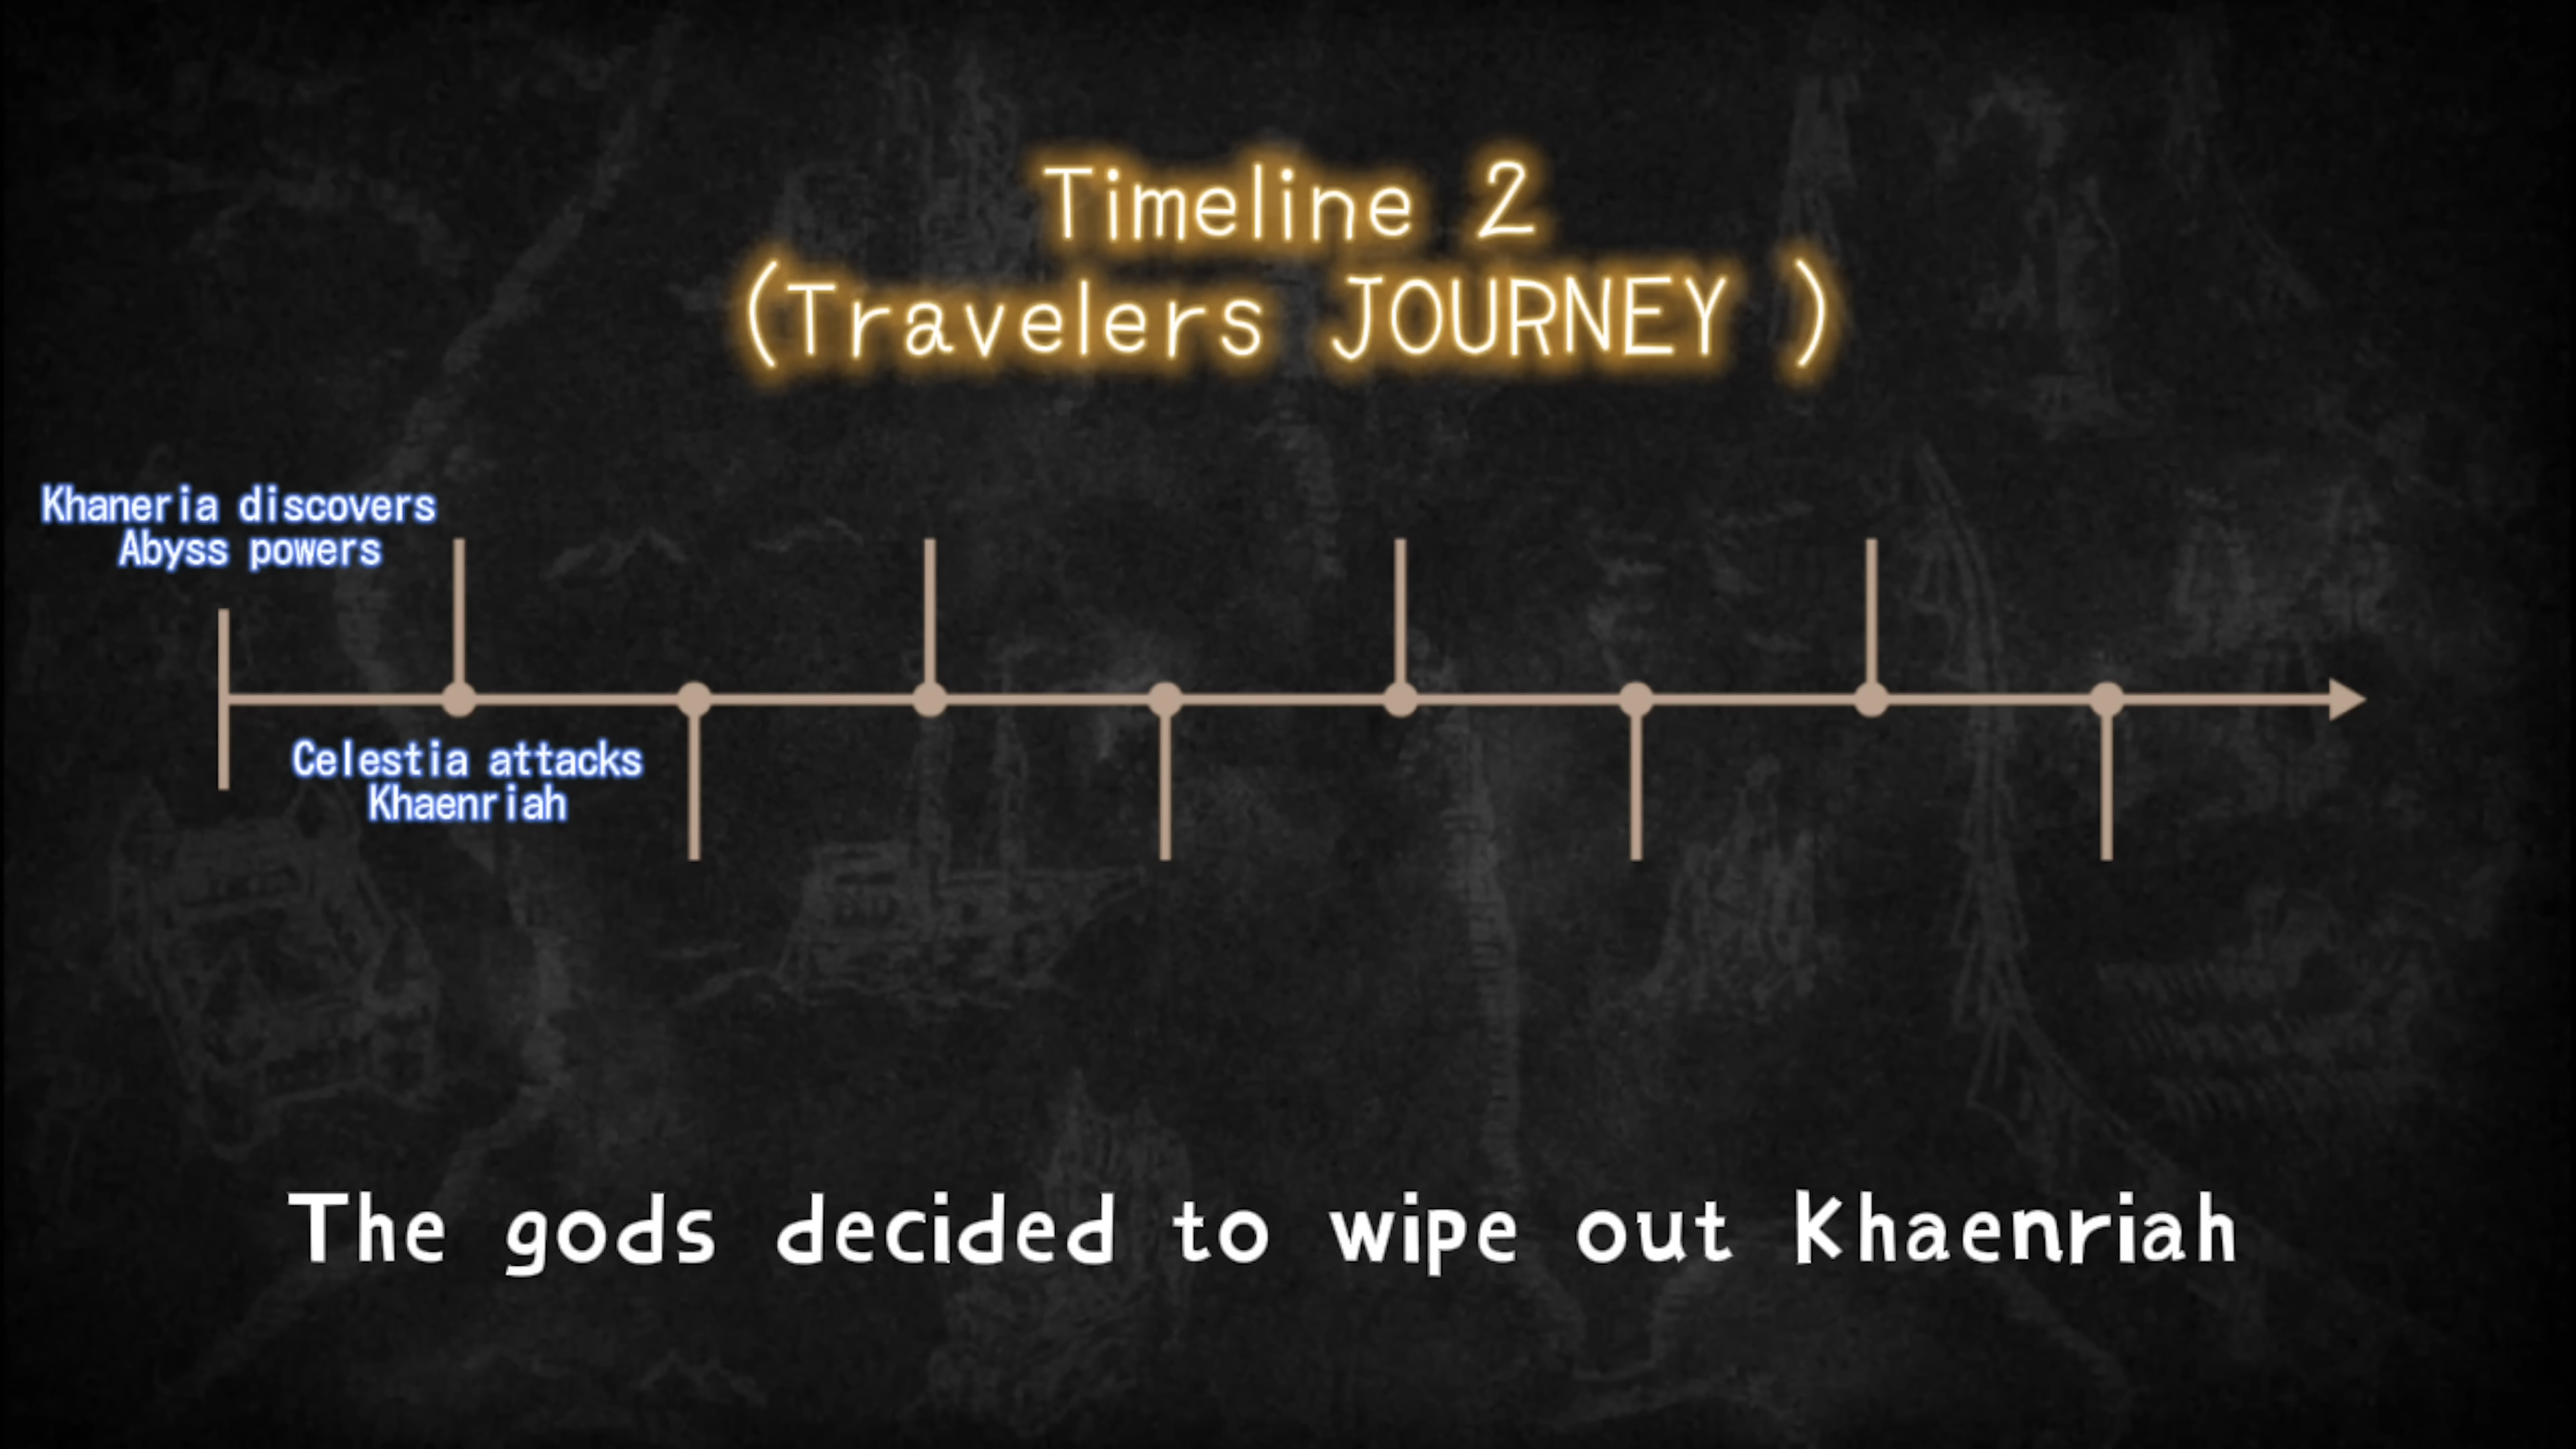 Timeline 2
(Travelers JOURNEY )
Khaneria discovers
Abyss powers
Celestia attacks
Khaenriah
The gods decided to wipe out Khaenriah